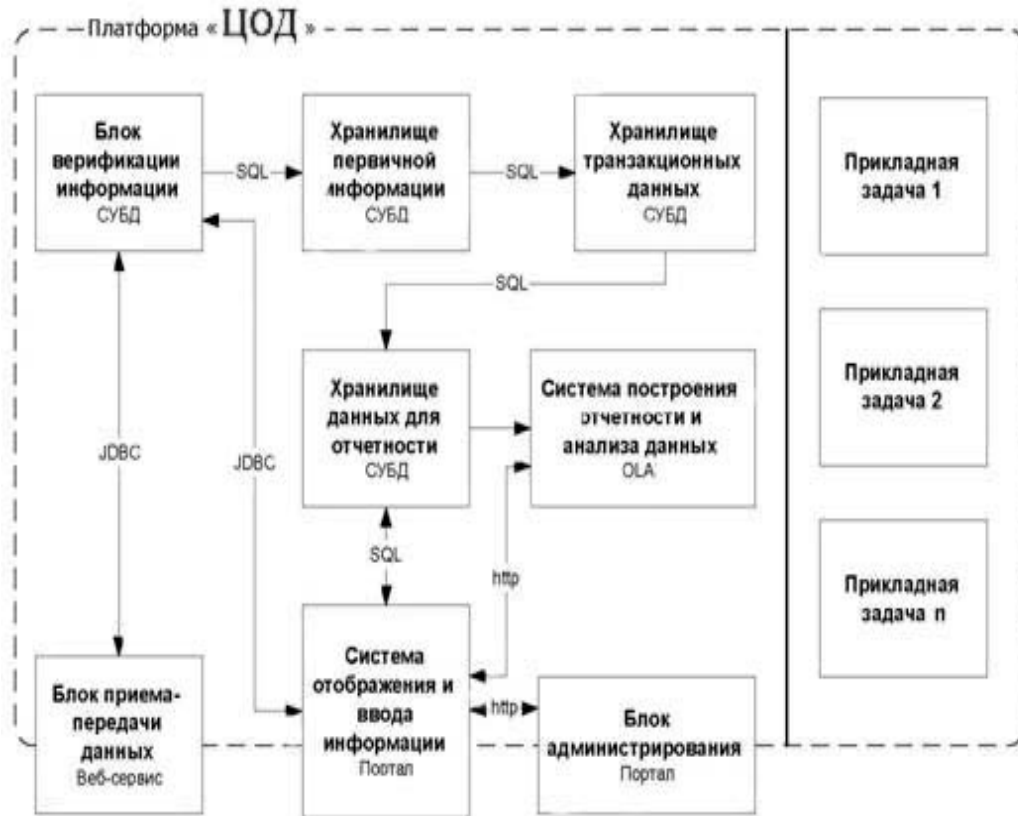 Платформа « ЦОД »
Блок
верификации
информации
СУБД
SQL
Хранилище
первичной
информации
СУБД
SQL
Хранилище
транзакционных
данных
СУБД
Прикладная
задача 1
SQL
Хранилище
данных для
отчетности
СУБД
Система построения
отчетности и
анализа данных
OLA
Прикладная
задача 2
JDBC
JDBC
SQL
http
Прикладная
задача n
Блок приема-
передачи
данных
Веб-сервис
Система
отображения и
ввода
информации
Портал
http
Блок
администрирования
Портал